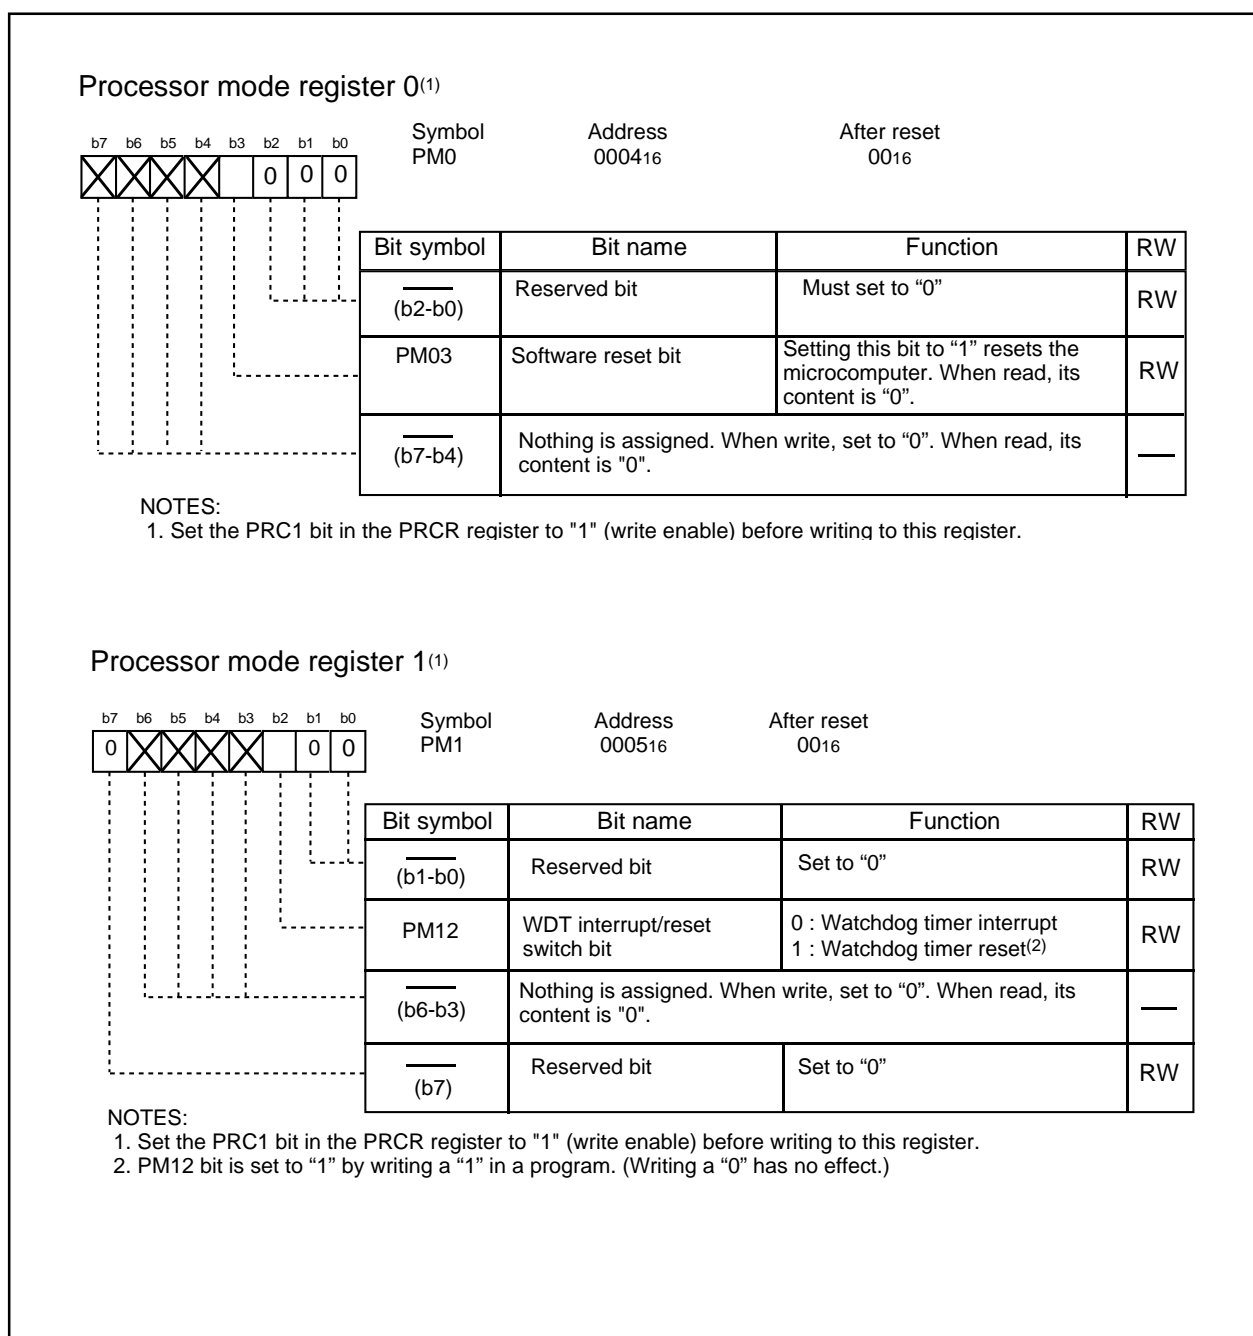 Processor mode register 0(1)
Symbol Address After reset
PM0 000416 0016
b7 b6 b5 b4 b3 b2 b1 b0
0 0 0
Bit symbol Bit name Function RW
(b2-b0) Reserved bit Must set to “0” RW
PM03 Software reset bit Setting this bit to “1” resets the
microcomputer. When read, its
content is “0”.
RW
(b7-b4) Nothing is assigned. When write, set to “0”. When read, its
content is "0".
NOTES:
1. Set the PRC1 bit in the PRCR register to "1" (write enable) before writing to this register.
Processor mode register 1(1)
Symbol Address After reset
PM1 000516 0016
b7 b6 b5 b4 b3 b2 b1 b0
0 0 0
Bit symbol Bit name Function RW
(b1-b0) Reserved bit Set to “0” RW
PM12 WDT interrupt/reset
switch bit
0 : Watchdog timer interrupt
1 : Watchdog timer reset(2)
RW
(b6-b3) Nothing is assigned. When write, set to “0”. When read, its
content is "0".
(b7) Reserved bit Set to “0” RW
NOTES:
1. Set the PRC1 bit in the PRCR register to "1" (write enable) before writing to this register.
2. PM12 bit is set to “1” by writing a “1” in a program. (Writing a “0” has no effect.)